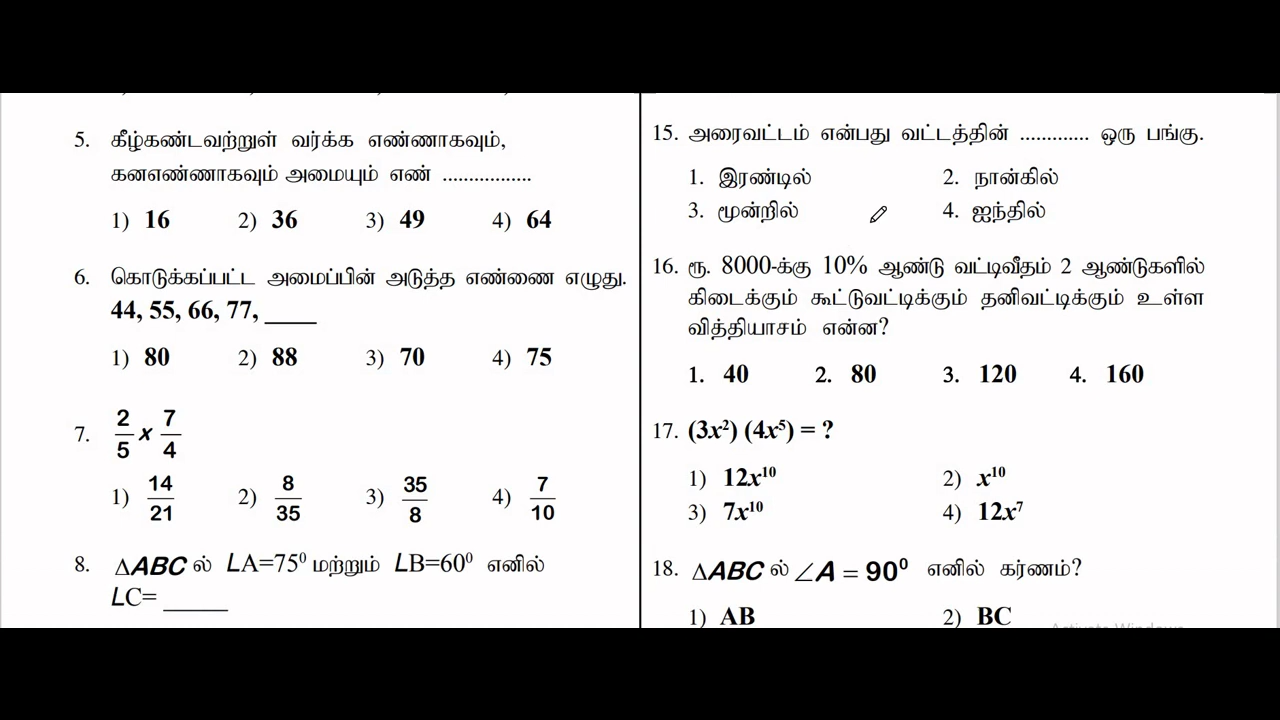 5. கீழ்கண்டவற்றுள் வர்க்க எண்ணாகவும்,
கனஎண்ணாகவும் அமையும் எண் .................
1) 16 2) 36 3) 49 4) 64
6. கொடுக்கப்பட்ட அமைப்பின் அடுத்த எண்ணை எழுது.
44, 55, 66, 77, ____
1) 80 2) 88 3) 70 4) 75
7. 2/5 x 7/4
1) 14/21 2) 8/35 3) 35/8 4) 7/10
8. ∆ABC ல் LA=75⁰ மற்றும் LB=60⁰ எனில்
LC= _____
15. அரைவட்டம் என்பது வட்டத்தின் ............. ஒரு பங்கு.
1. இரண்டில் 2. நான்கில்
3. மூன்றில் 4. ஐந்தில்
16. ரூ. 8000-க்கு 10% ஆண்டு வட்டிவீதம் 2 ஆண்டுகளில்
கிடைக்கும் கூட்டுவட்டிக்கும் தனிவட்டிக்கும் உள்ள
வித்தியாசம் என்ன?
1. 40 2. 80 3. 120 4. 160
17. (3x²) (4x⁵) = ?
1) 12x¹⁰ 2) x¹⁰
3) 7x¹⁰ 4) 12x⁷
18. ∆ABC ல் ∠A = 90⁰ எனில் கர்ணம்?
1) AB 2) BC